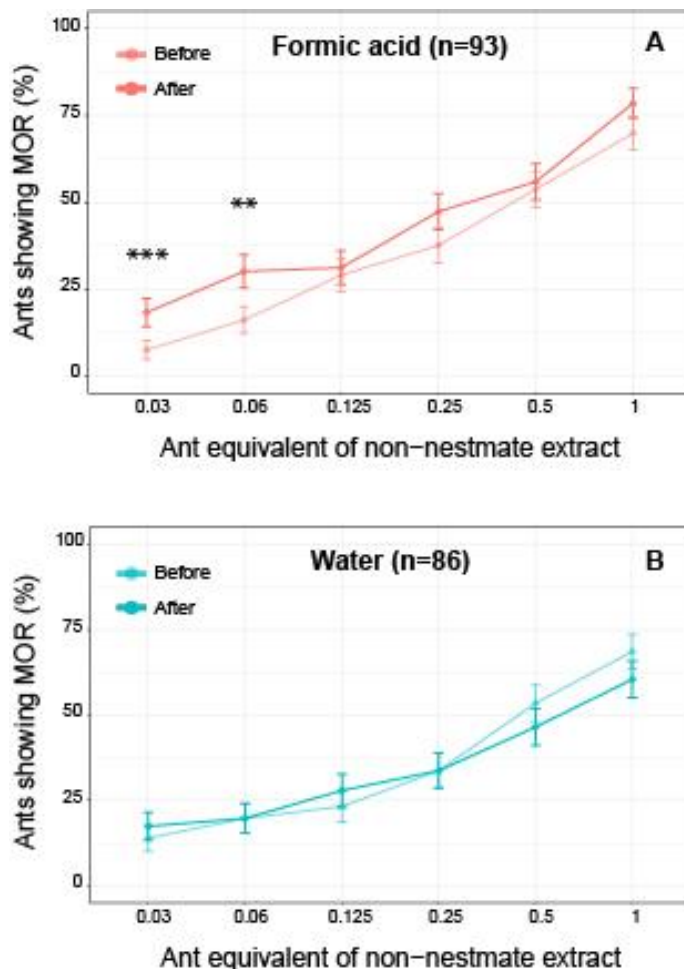 100
Formic acid (n=93)
A
Before
After
75
50
25
0
**
***
Ants showing MOR (%)
0.03 0.06 0.125 0.25 0.5 1
Ant equivalent of non−nestmate extract
100
Water (n=86)
B
Before
After
75
50
25
0
Ants showing MOR (%)
0.03 0.06 0.125 0.25 0.5 1
Ant equivalent of non−nestmate extract